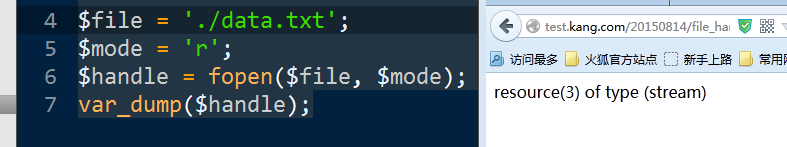 4 $file = './data.txt';
5 $mode = 'r';
6 $handle = fopen($file, $mode);
7 var_dump($handle);
test.kang.com/20150814/file_ha
访问最多 火狐官方站点 新手上路 常用网
resource(3) of type (stream)